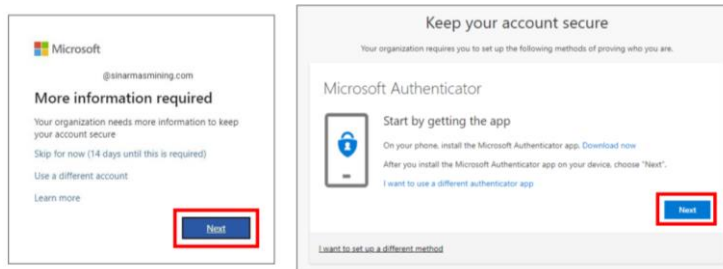 Microsoft
@sinarmasmining.com
More information required
Your organization needs more information to keep
your account secure
Skip for now (14 days until this is required)
Use a different account
Learn more
Next
Keep your account secure
Your organization requires you to set up the following methods of proving who you are.
Microsoft Authenticator
Start by getting the app
On your phone, install the Microsoft Authenticator app. Download now
After you install the Microsoft Authenticator app on your device, choose "Next".
I want to use a different authenticator app
Next
I want to set up a different method